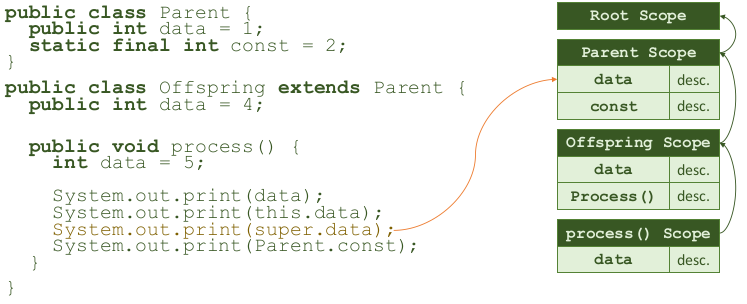 public class Parent {
public int data = 1;
static final int const = 2;
}
public class Offspring extends Parent {
public int data = 4;
public void process() {
int data = 5;
System.out.print(data);
System.out.print(this.data);
System.out.print(super.data);
System.out.print(Parent.const);
}
}
Root Scope
Parent Scope
data desc.
const desc.
Offspring Scope
data desc.
Process() desc.
process() Scope
data desc.